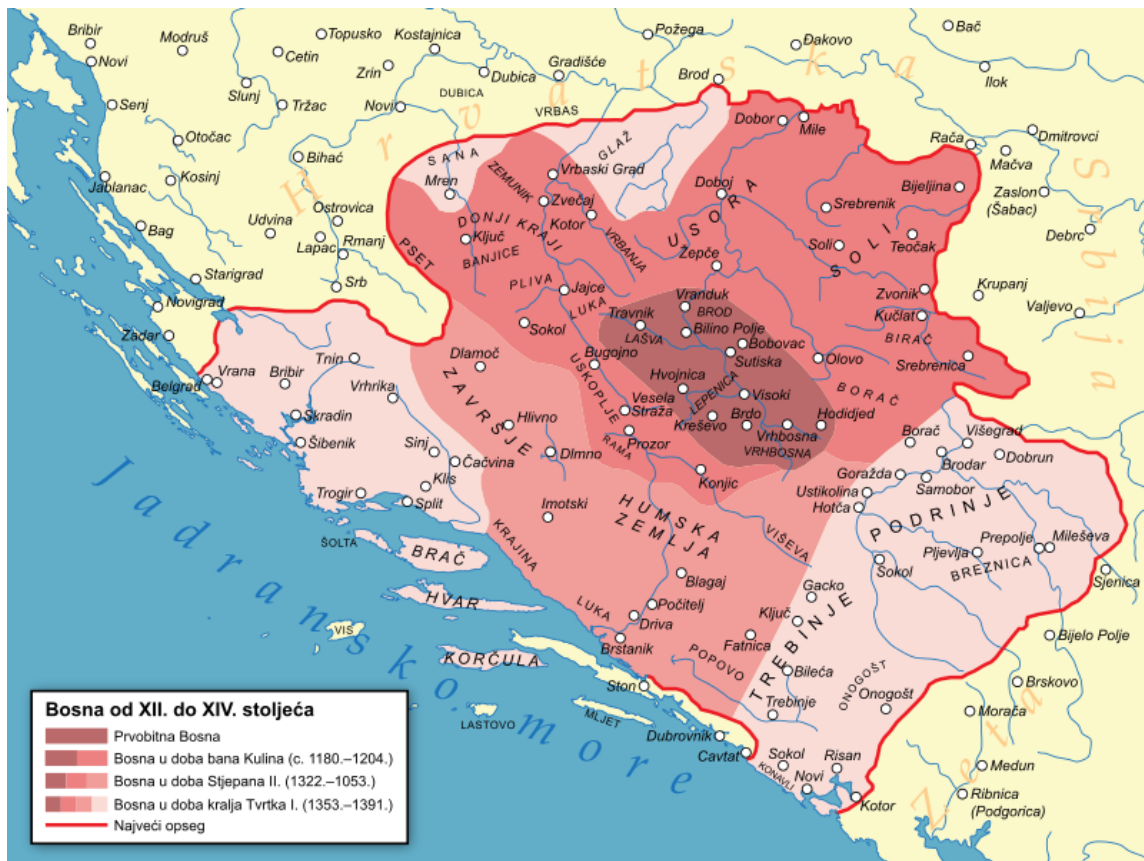 Bribir
Modruš
Topusko
Kostajnica
Požega
Đakovo
Bač
Novi
Cetin
Zrin
Gradišće
Ilok
Slunj
Dubica
Brod
DUBICA
Hrvatska
Senj
Tržac
Novi
VRBAS
Dobor
Mile
Rača
Dmitrovci
Otočac
GLAŽ
Mačva
Bihać
SANA
Jablanac
Kosinj
Mren
ZEMUNIK
Vrbaski Grad
Doboj
Bijeljina
Zaslon
(Šabac)
Srbija
Zvečaj
Srebrenik
Ostrovica
DONJI KRAJI
Kotor
USORA
Bag
Udvina
Lapac
Rmanj
Ključ
BANJICE
VRBANJA
Soli
Teočak
Debrc
PSET
Žepče
SOLI
Starigrad
Srb
PLIVA
Jajce
Zvonik
Krupanj
Novigrad
LUKA
Vranduk
BROD
Kučlat
Valjevo
Sokol
Travnik
Bilino Polje
Zadar
LAŠVA
Bobovac
BIRAČ
Tnin
Dlamoč
Bugojno
Sutiska
Olovo
Srebrenica
Belgrad
Vrana
Bribir
Vrhrika
ZAVRŠJE
USKOPLJE
Hvojnica
LEPENICA
Visoki
BORAČ
Vesela
Straža
Skradin
Hlivno
Kreševo
Brdo
Hodidjed
Šibenik
Sinj
Prozor
Vrhbosna
VRHBOSNA
Borač
Višegrad
RAMA
Dlmno
Čačvina
Konjic
Brodar
Dobrun
Goražda
Samobor
Klis
Ustikolina
Trogir
Split
Imotski
HUMSKA
ZEMLJA
Hotča
PODRINJE
KRAJINA
VIŠEVA
Prepolje
Mileševa
ŠOLTA
BRAČ
Pljevlja
BREZNICA
Sokol
Sjenica
Blagaj
Gacko
HVAR
LUKA
Počitelj
Ključ
Driva
TREBINJE
VIS
Brstanik
Fatnica
Bijelo Polje
KORČULA
POPOVO
Bileća
ONOGOŠT
Brskovo
Ston
Onogošt
Trebinje
Morača
LASTOVO
MLJET
Dubrovnik
Zeta
Cavtat
Sokol
Risan
Medun
KONAVLI
Novi
Kotor
Ribnica
(Podgorica)
Jadransko more
Bosna od XII. do XIV. stoljeća
Prvobitna Bosna
Bosna u doba bana Kulina (c. 1180.–1204.)
Bosna u doba Stjepana II. (1322.–1053.)
Bosna u doba kralja Tvrtka I. (1353.–1391.)
Najveći opseg